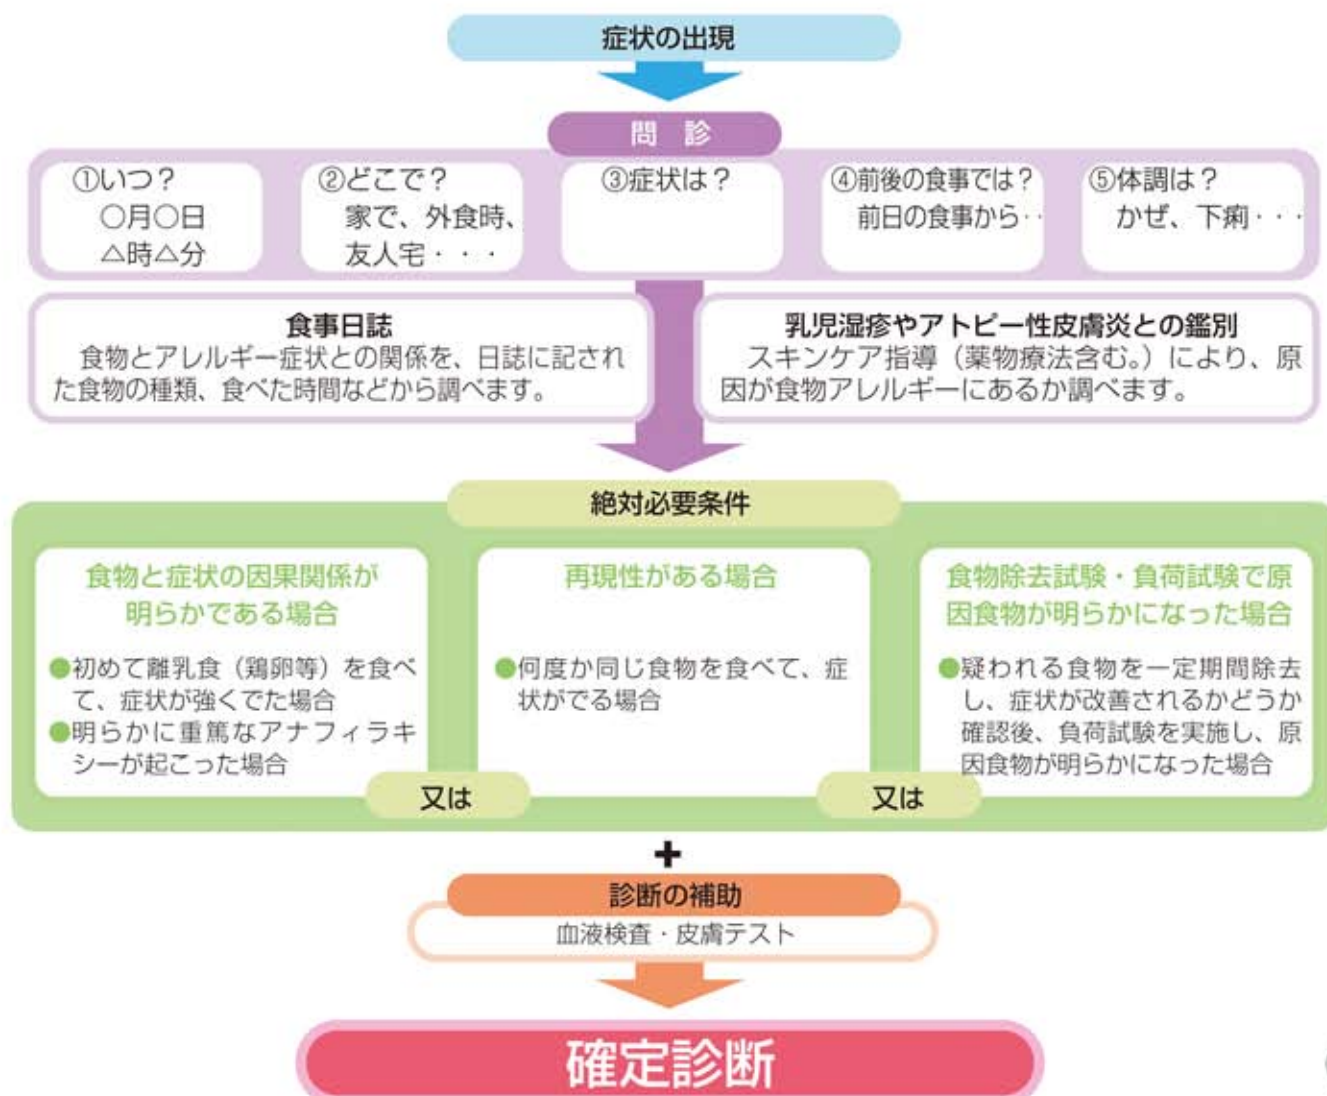 症状の出現
問 診
①いつ?
○月○日
△時△分
②どこで?
家で、外食時、
友人宅・・・
③症状は?
④前後の食事では?
前日の食事から‥
⑤体調は?
かぜ、下痢・・・
食事日誌
食物とアレルギー症状との関係を、日誌に記され
た食物の種類、食べた時間などから調べます。
乳児湿疹やアトピー性皮膚炎との鑑別
スキンケア指導(薬物療法含む。)により、原
因が食物アレルギーにあるか調べます。
絶対必要条件
食物と症状の因果関係が
明らかである場合
●初めて離乳食(鶏卵等)を食べ
て、症状が強くでた場合
●明らかに重篤なアナフィラキ
シーが起こった場合
又は
再現性がある場合
●何度か同じ食物を食べて、症
状がでる場合
又は
食物除去試験・負荷試験で原
因食物が明らかになった場合
●疑われる食物を一定期間除去
し、症状が改善されるかどうか
確認後、負荷試験を実施し、原
因食物が明らかになった場合
+
診断の補助
血液検査・皮膚テスト
確定診断